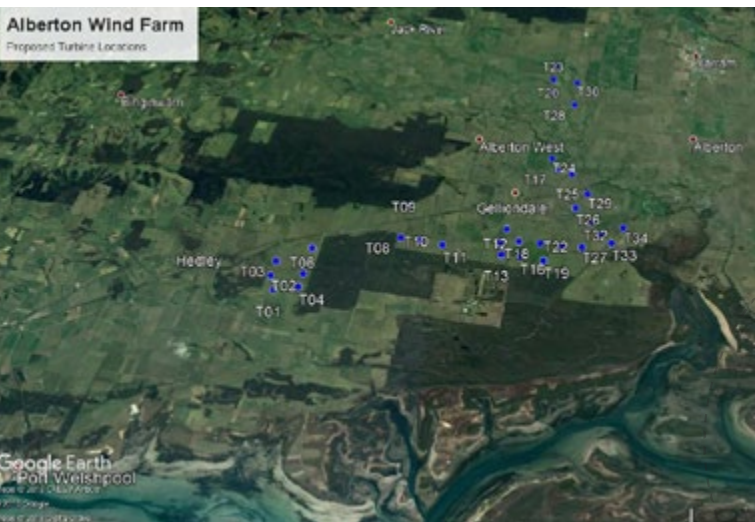 Alberton Wind Farm
Proposed Turbine Locations
Jack River
Yarram
T23
T20 T30
T28
Binginwarri
Alberton West
Alberton
T24
T17
T25
T29
Gelliondale
T09
T26
T32
T34
T08
T10
T12
T22
T11
T18
T27
T33
Hedley
T03
T06
T16
T19
T13
T02
T04
T01
Google Earth
Port Welshpool